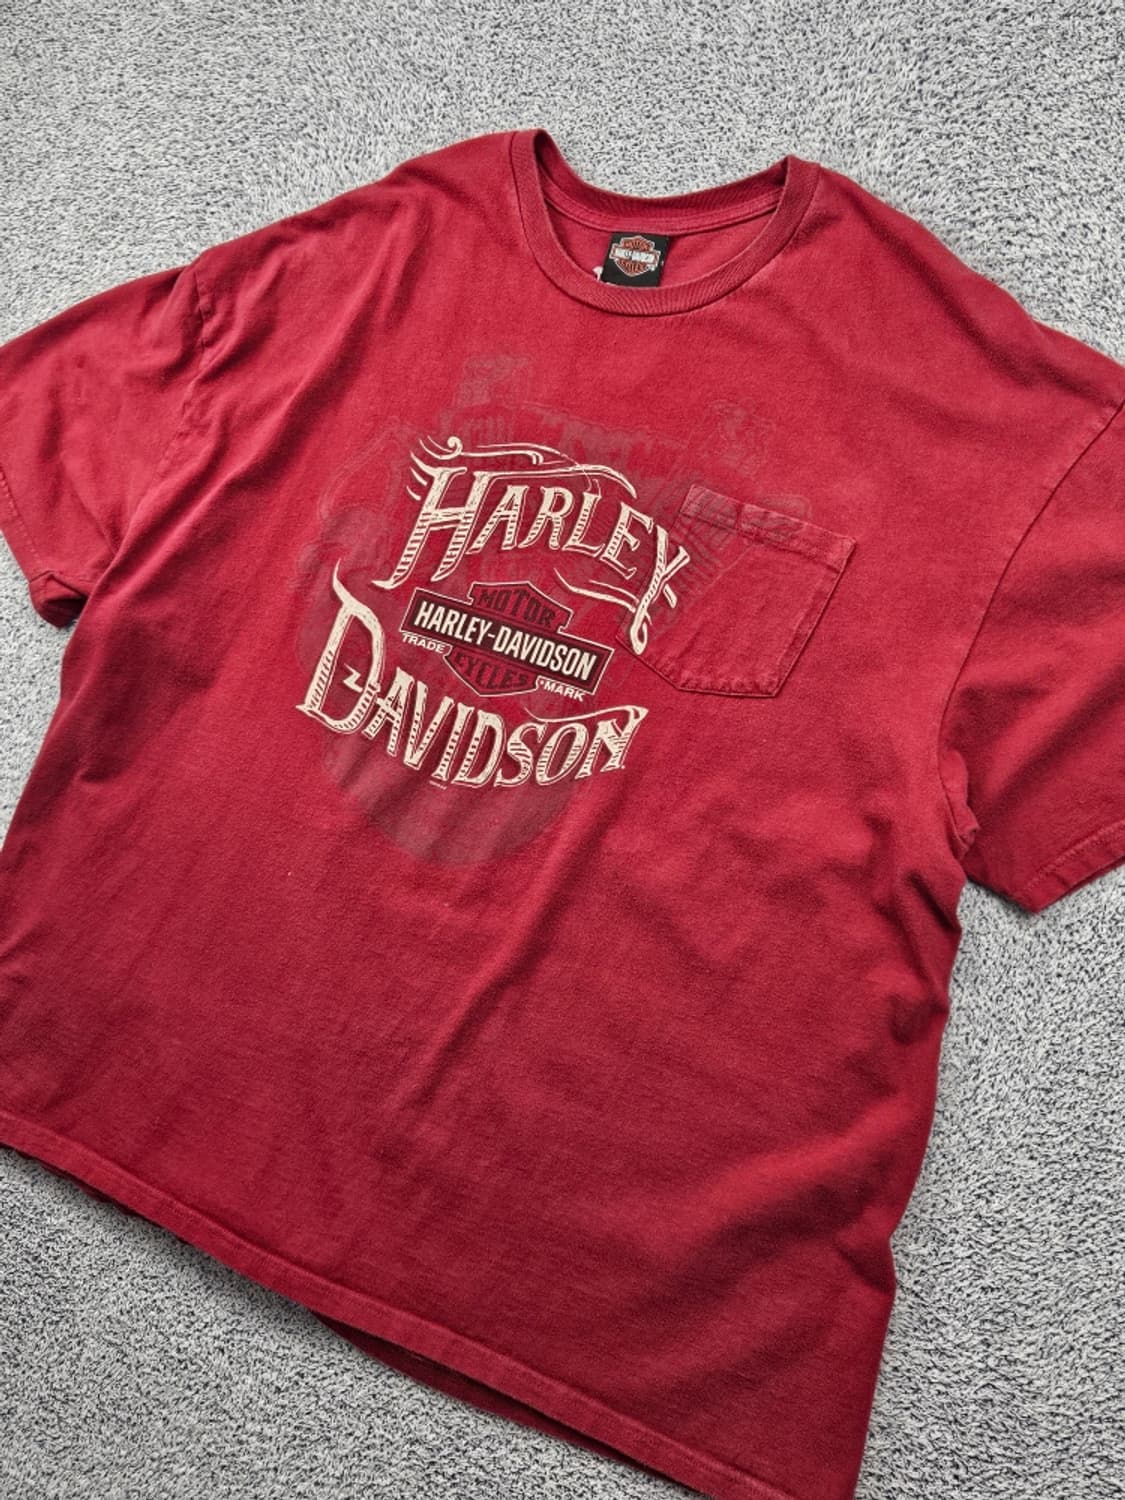 HARLEY
MOTOR
HARLEY-DAVIDSON
TRADE MARK
CYCLES
DAVIDSON